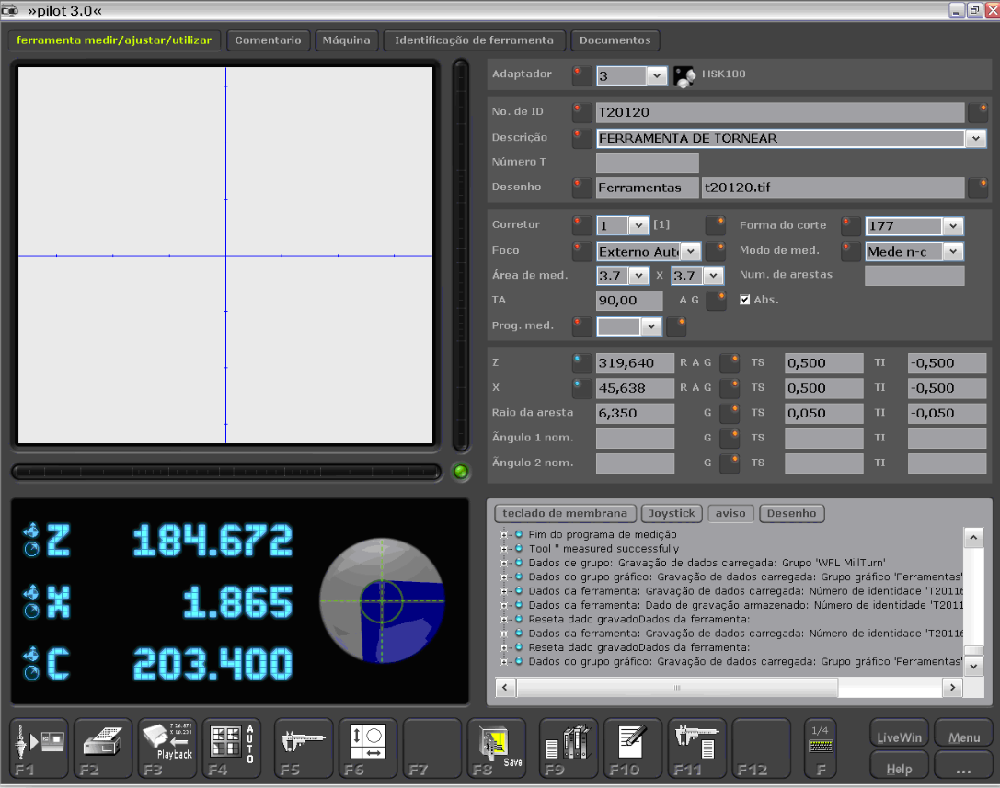 »pilot 3.0«
ferramenta medir/ajustar/utilizar Comentario Máquina Identificação de ferramenta Documentos
Adaptador 3 HSK100
No. de ID T20120
Descrição FERRAMENTA DE TORNEAR
Número T
Desenho Ferramentas t20120.tif
Corretor 1 [1] Forma do corte 177
Foco Externo Aut Modo de med. Mede n-c
Área de med. 3.7 X 3.7 Num. de arestas
TA 90,00 A G Abs.
Prog. med.
Z 319,640 R A G TS 0,500 TI -0,500
X 45,638 R A G TS 0,500 TI -0,500
Raio da aresta 6,350 G TS 0,050 TI -0,050
Ãngulo 1 nom. G TS TI
Ãngulo 2 nom. G TS TI
Z 184.672
X 1.865
C 203.400
teclado de membrana Joystick aviso Desenho
Fim do programa de medição
Tool '' measured successfully
Dados de grupo: Gravação de dados carregada: Grupo 'WFL MillTurn'
Dados do grupo gráfico: Gravação de dados carregada: Grupo gráfico 'Ferramentas'
Dados da ferramenta: Gravação de dados carregada: Número de identidade 'T20116
Dados da ferramenta: Dado de gravação armazenado: Número de identidade 'T2011
Reseta dado gravadoDados da ferramenta:
Dados da ferramenta: Gravação de dados carregada: Número de identidade 'T20116
Reseta dado gravadoDados da ferramenta:
Dados do grupo gráfico: Gravação de dados carregada: Grupo gráfico 'Ferramentas'
F1 F2 Playback F3 AUTO F4 F5 F6 F7 Save F8 F9 F10 F11 F12 1/4 F
LiveWin Menu
Help ...